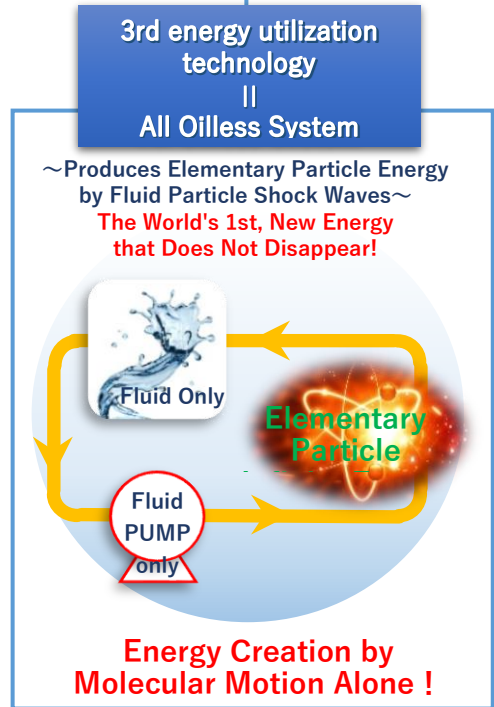 3rd energy utilization
technology
||
All Oilless System
～Produces Elementary Particle Energy
by Fluid Particle Shock Waves～
The World's 1st, New Energy
that Does Not Disappear!
Fluid Only
Elementary
Particle
Fluid
PUMP
only
Energy Creation by
Molecular Motion Alone !